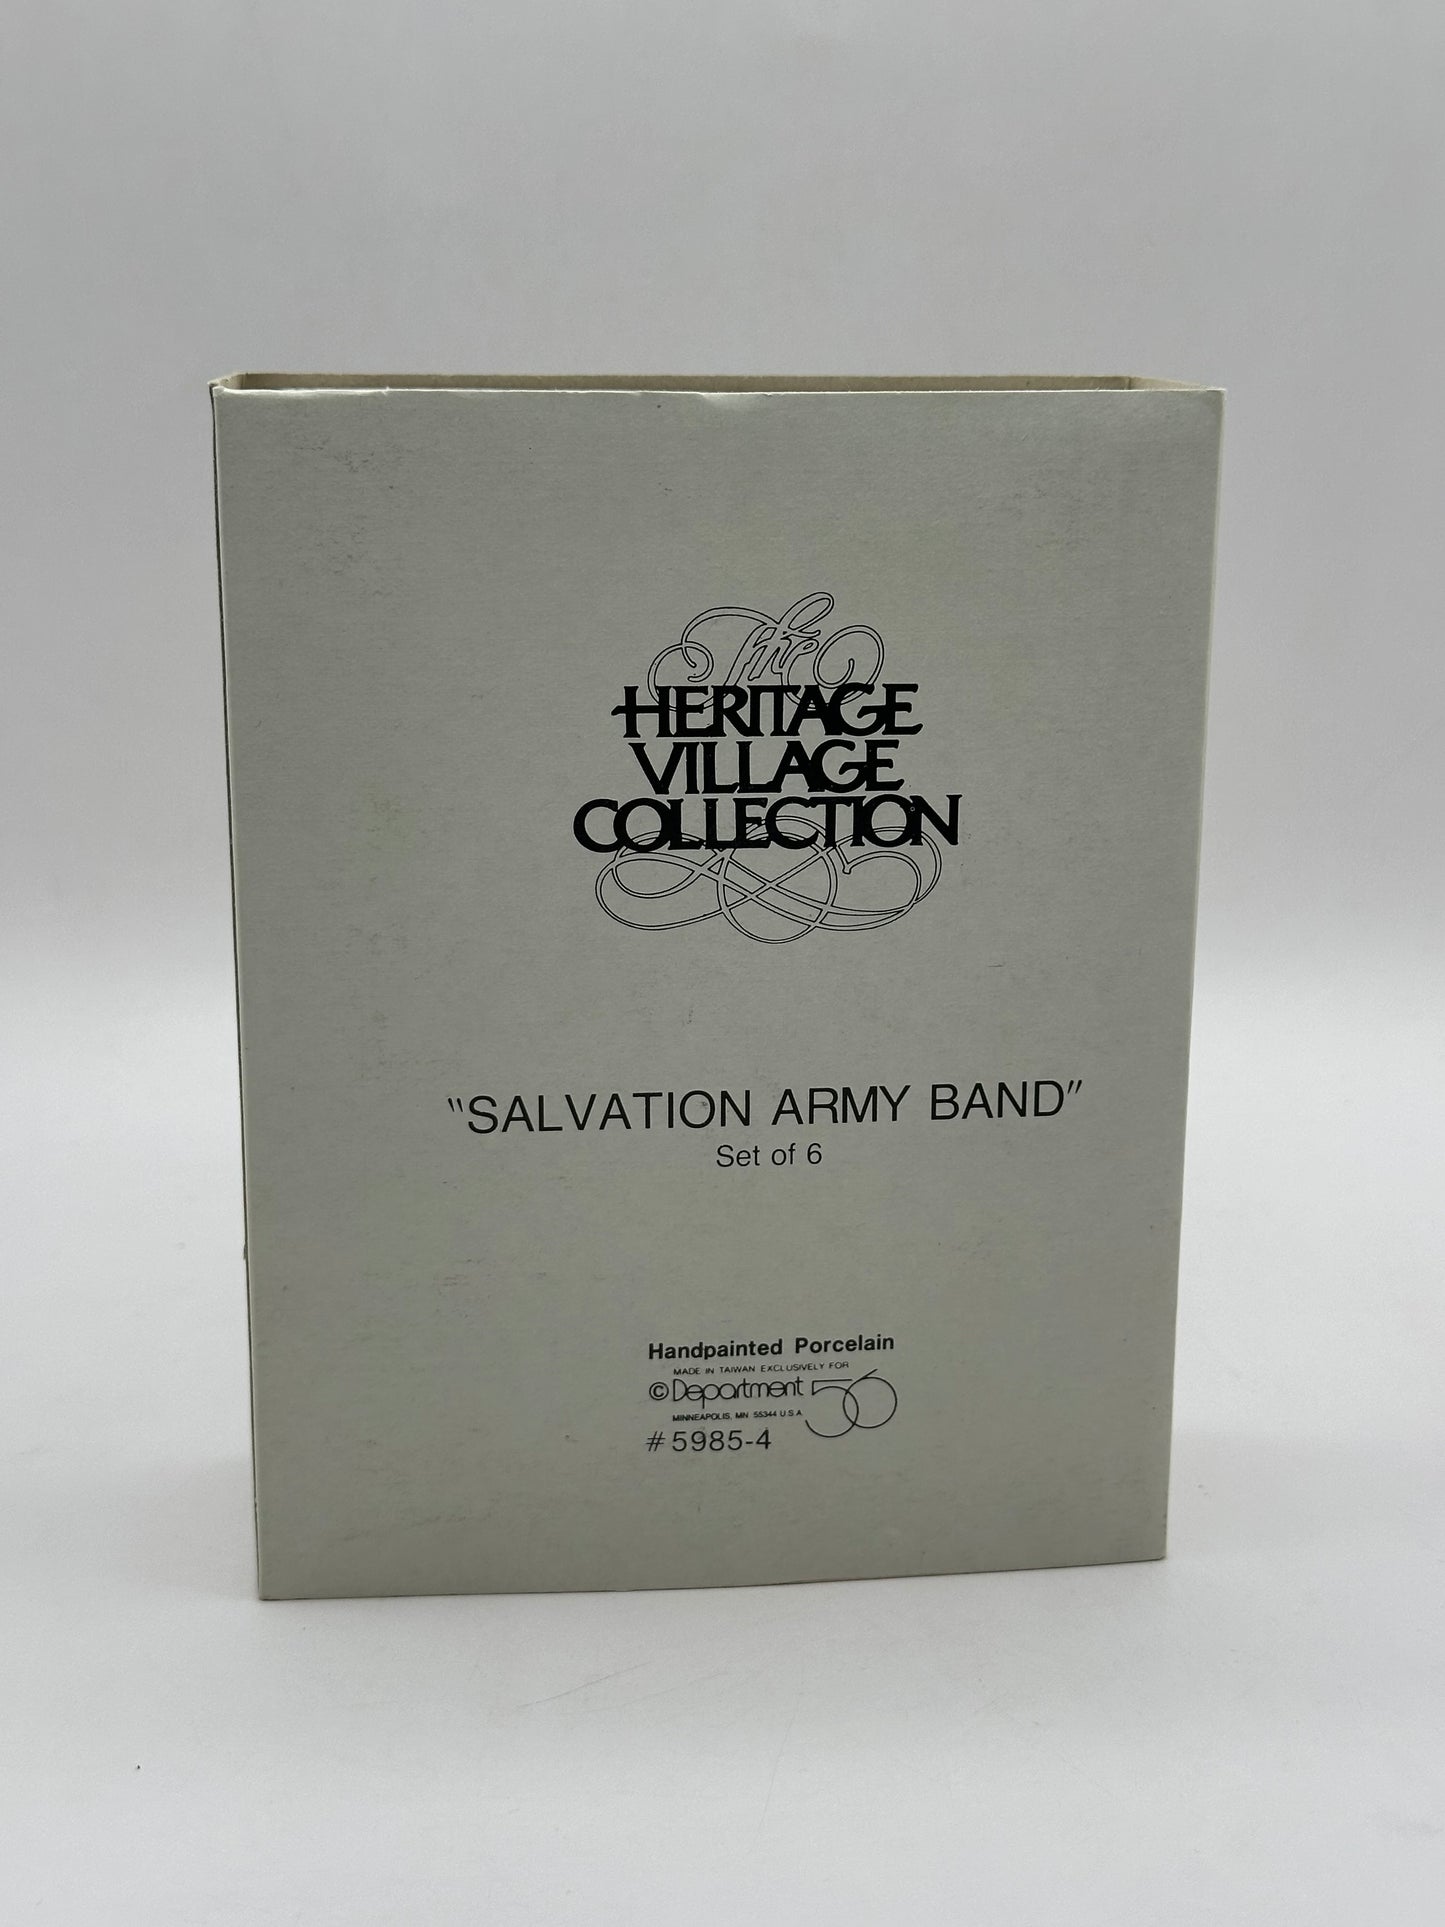 The
HERITAGE
VILLAGE
COLLECTION
"SALVATION ARMY BAND"
Set of 6
Handpainted Porcelain
MADE IN TAIWAN EXCLUSIVELY FOR
© Department 56
MINNEAPOLIS, MN 55344 U.S.A.
# 5985-4